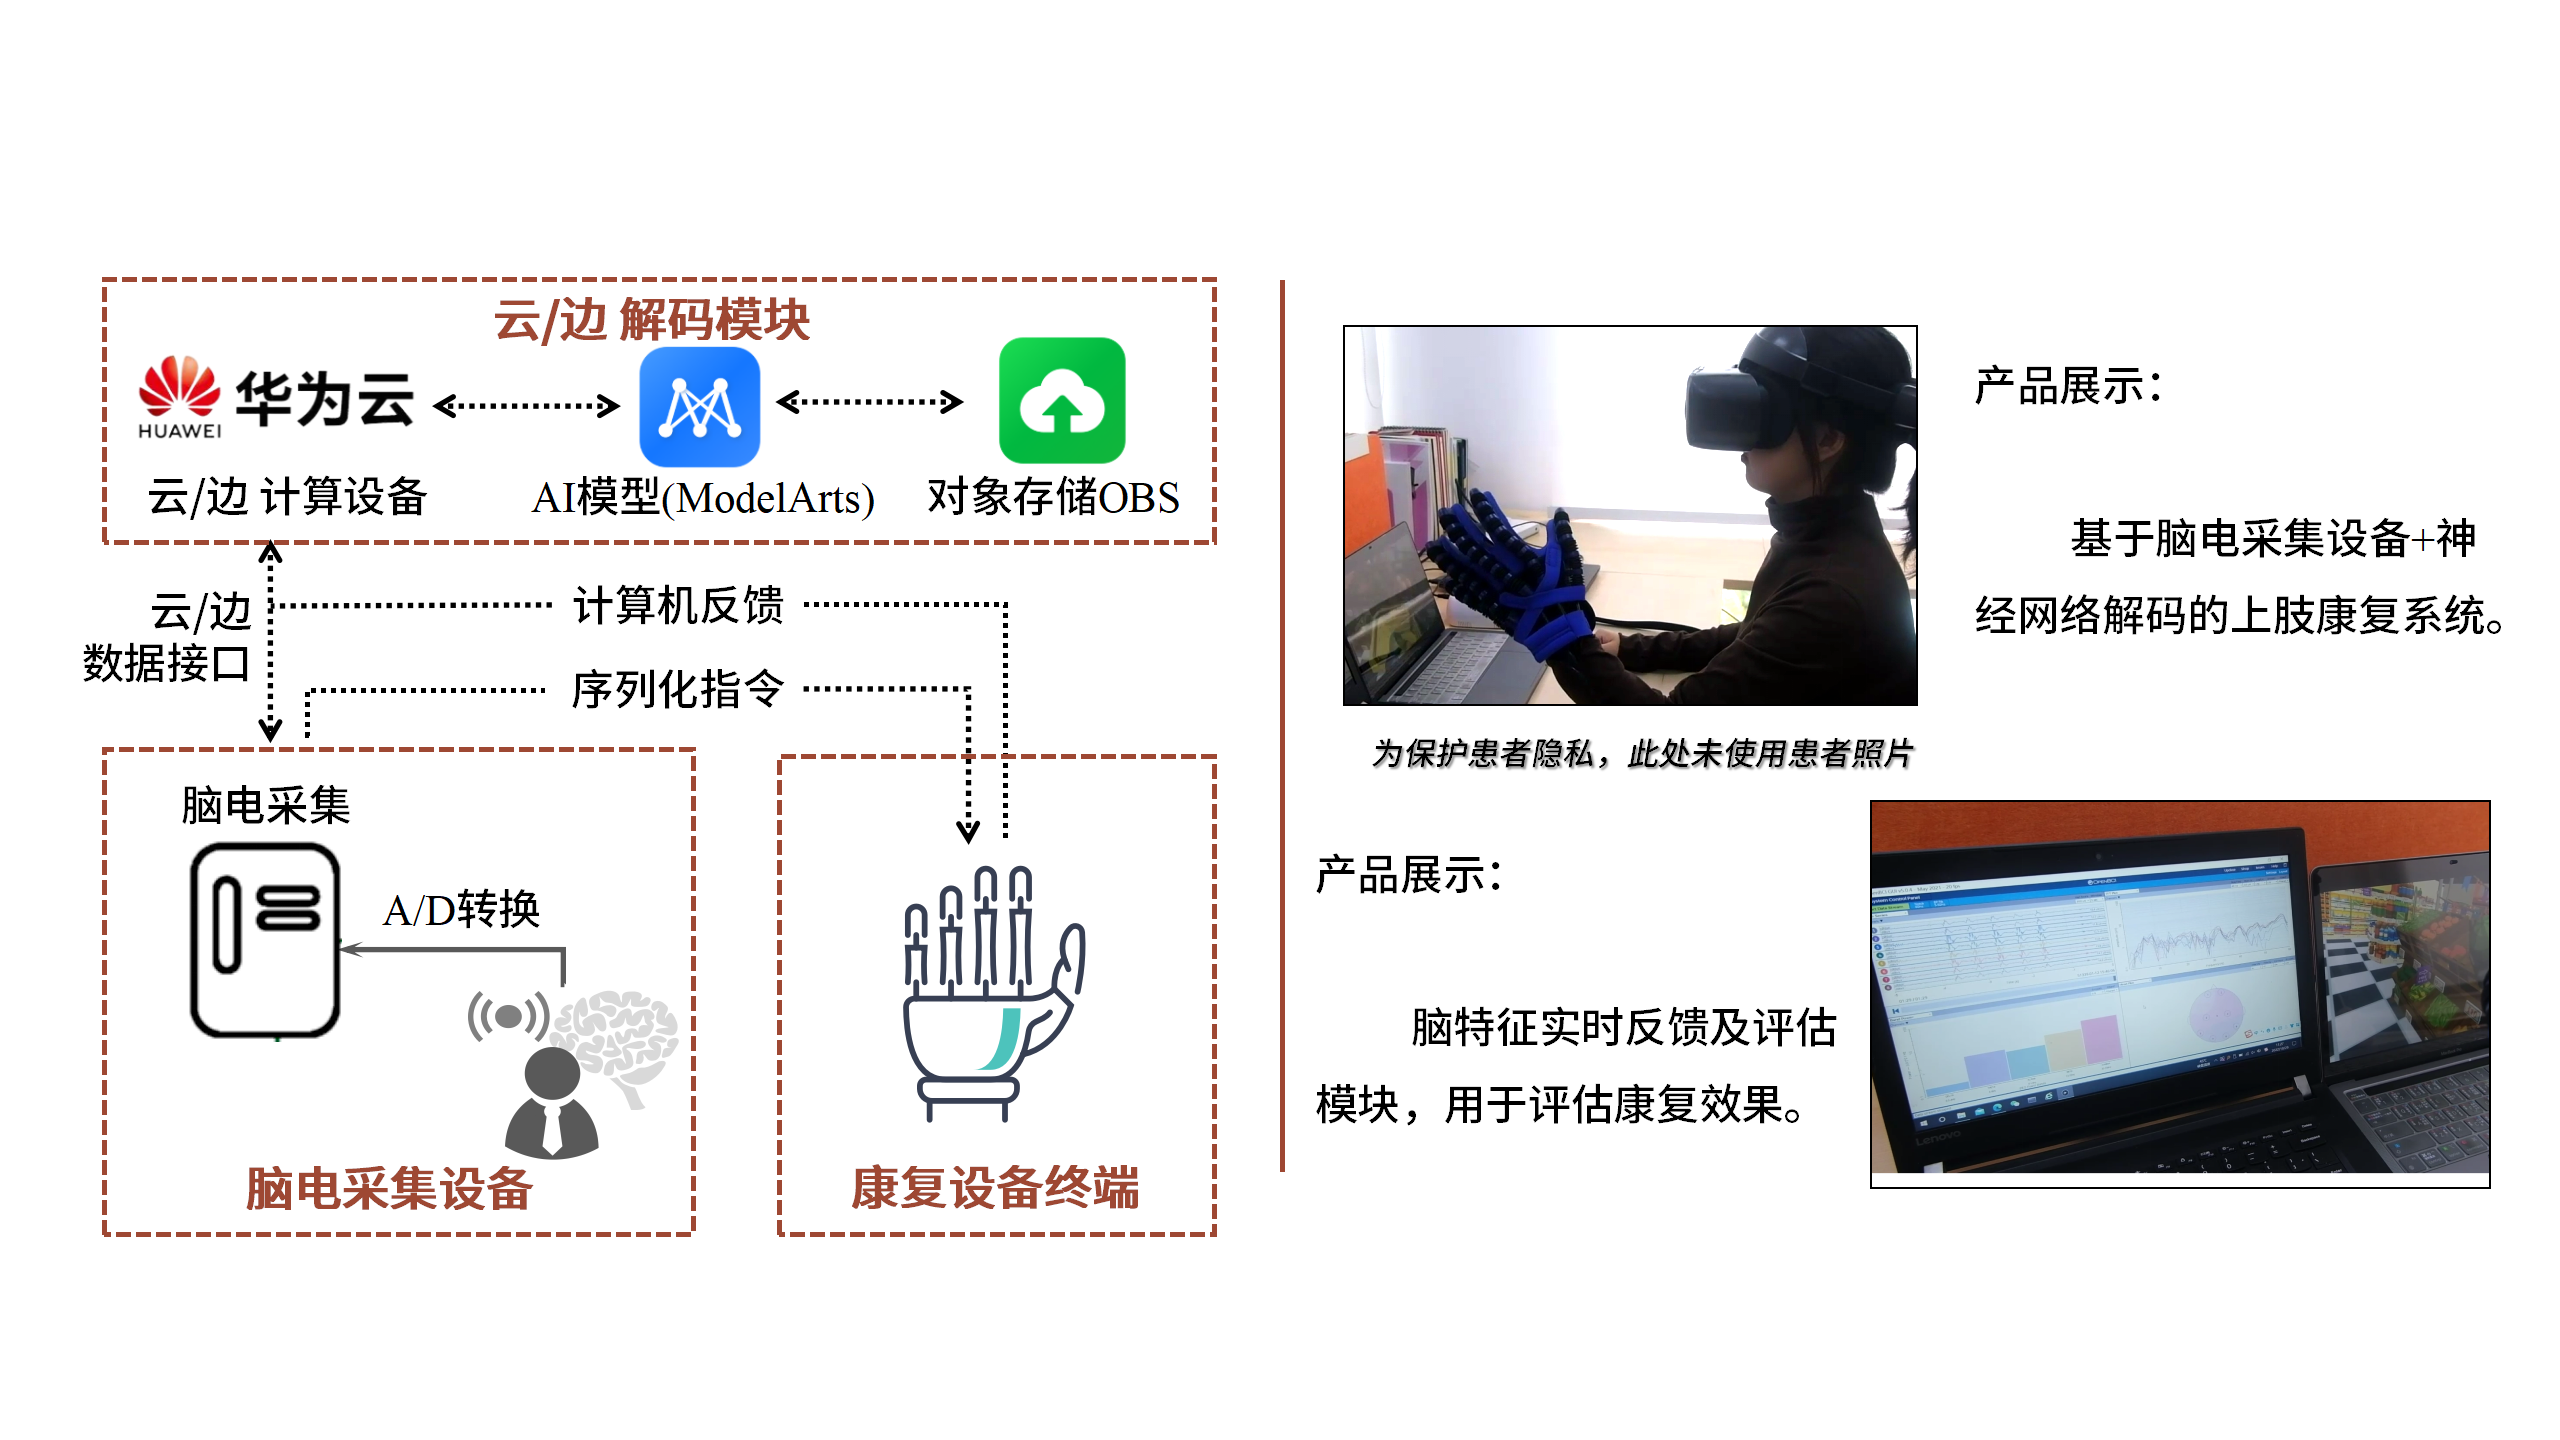 云/边 解码模块
HUAWEI
华为云
云/边 计算设备
AI模型(ModelArts)
对象存储OBS
云/边
数据接口
计算机反馈
序列化指令
脑电采集
A/D转换
脑电采集设备
康复设备终端
产品展示：
基于脑电采集设备+神
经网络解码的上肢康复系统。
为保护患者隐私，此处未使用患者照片
产品展示：
脑特征实时反馈及评估
模块，用于评估康复效果。
Lenovo